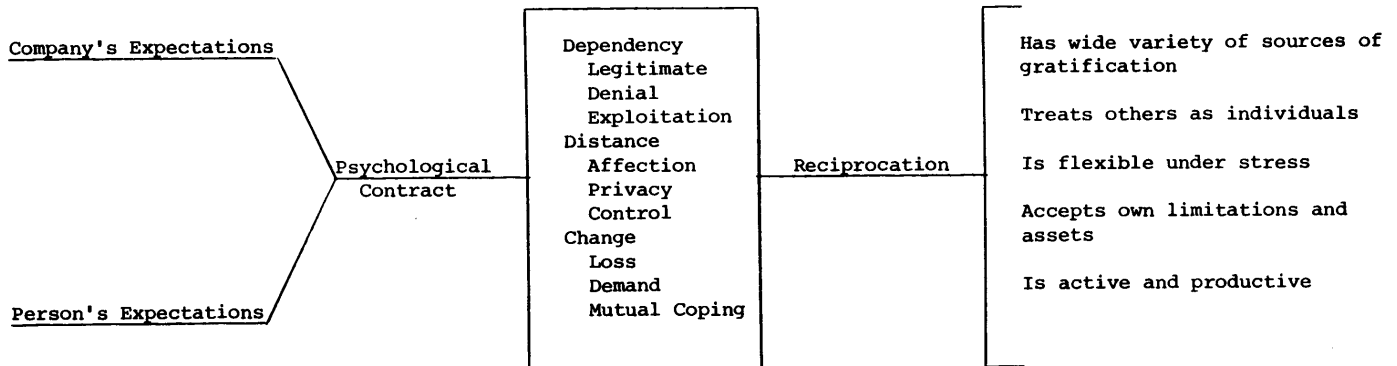 Company's Expectations
Person's Expectations
Psychological
Contract
Dependency
Legitimate
Denial
Exploitation
Distance
Affection
Privacy
Control
Change
Loss
Demand
Mutual Coping
Reciprocation
Has wide variety of sources of
gratification
Treats others as individuals
Is flexible under stress
Accepts own limitations and
assets
Is active and productive